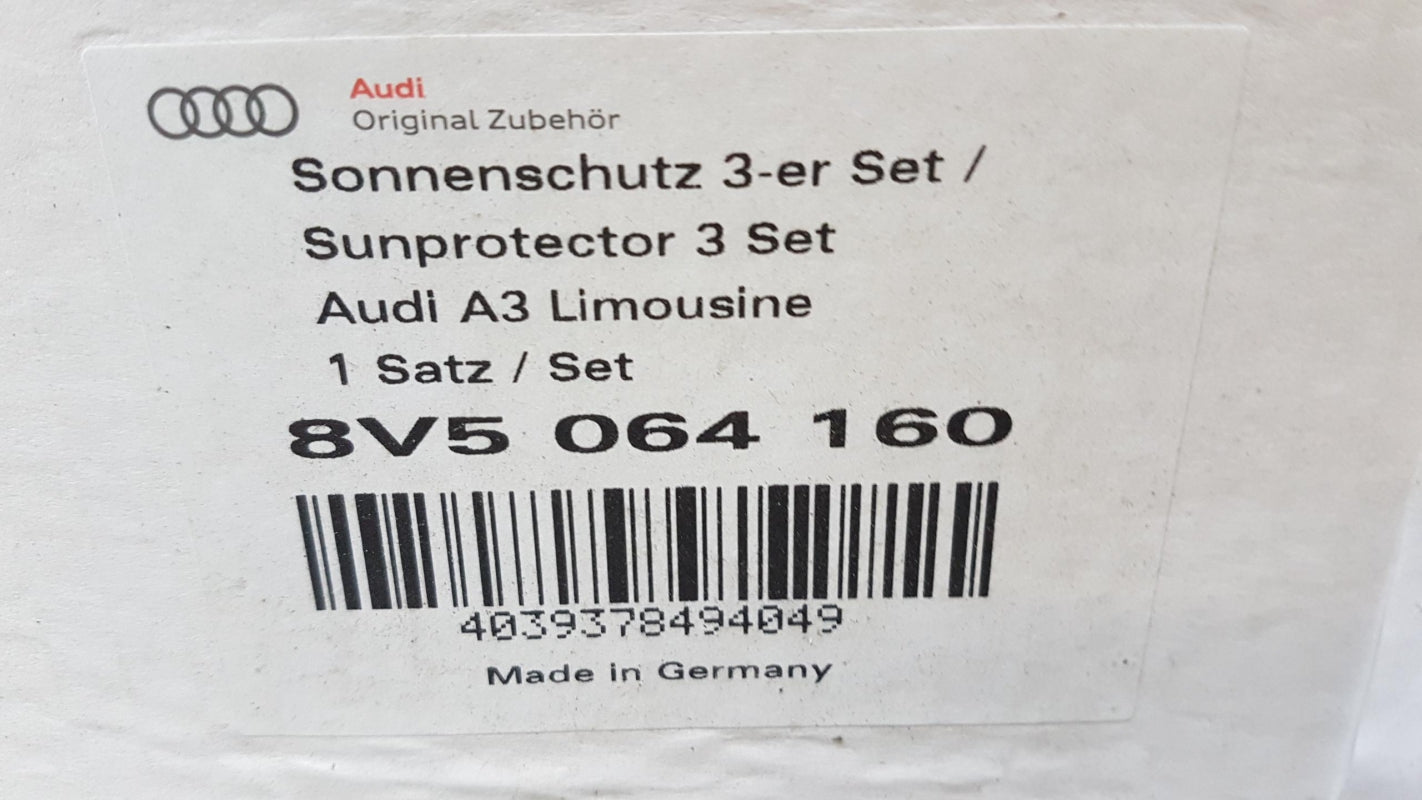 Audi
Original Zubehör
Sonnenschutz 3-er Set /
Sunprotector 3 Set
Audi A3 Limousine
1 Satz / Set
8V5 064 160
4039378494049
Made in Germany